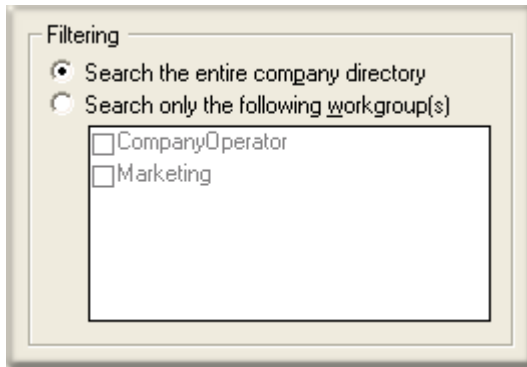 Filtering
Search the entire company directory
Search only the following workgroup(s)
CompanyOperator
Marketing